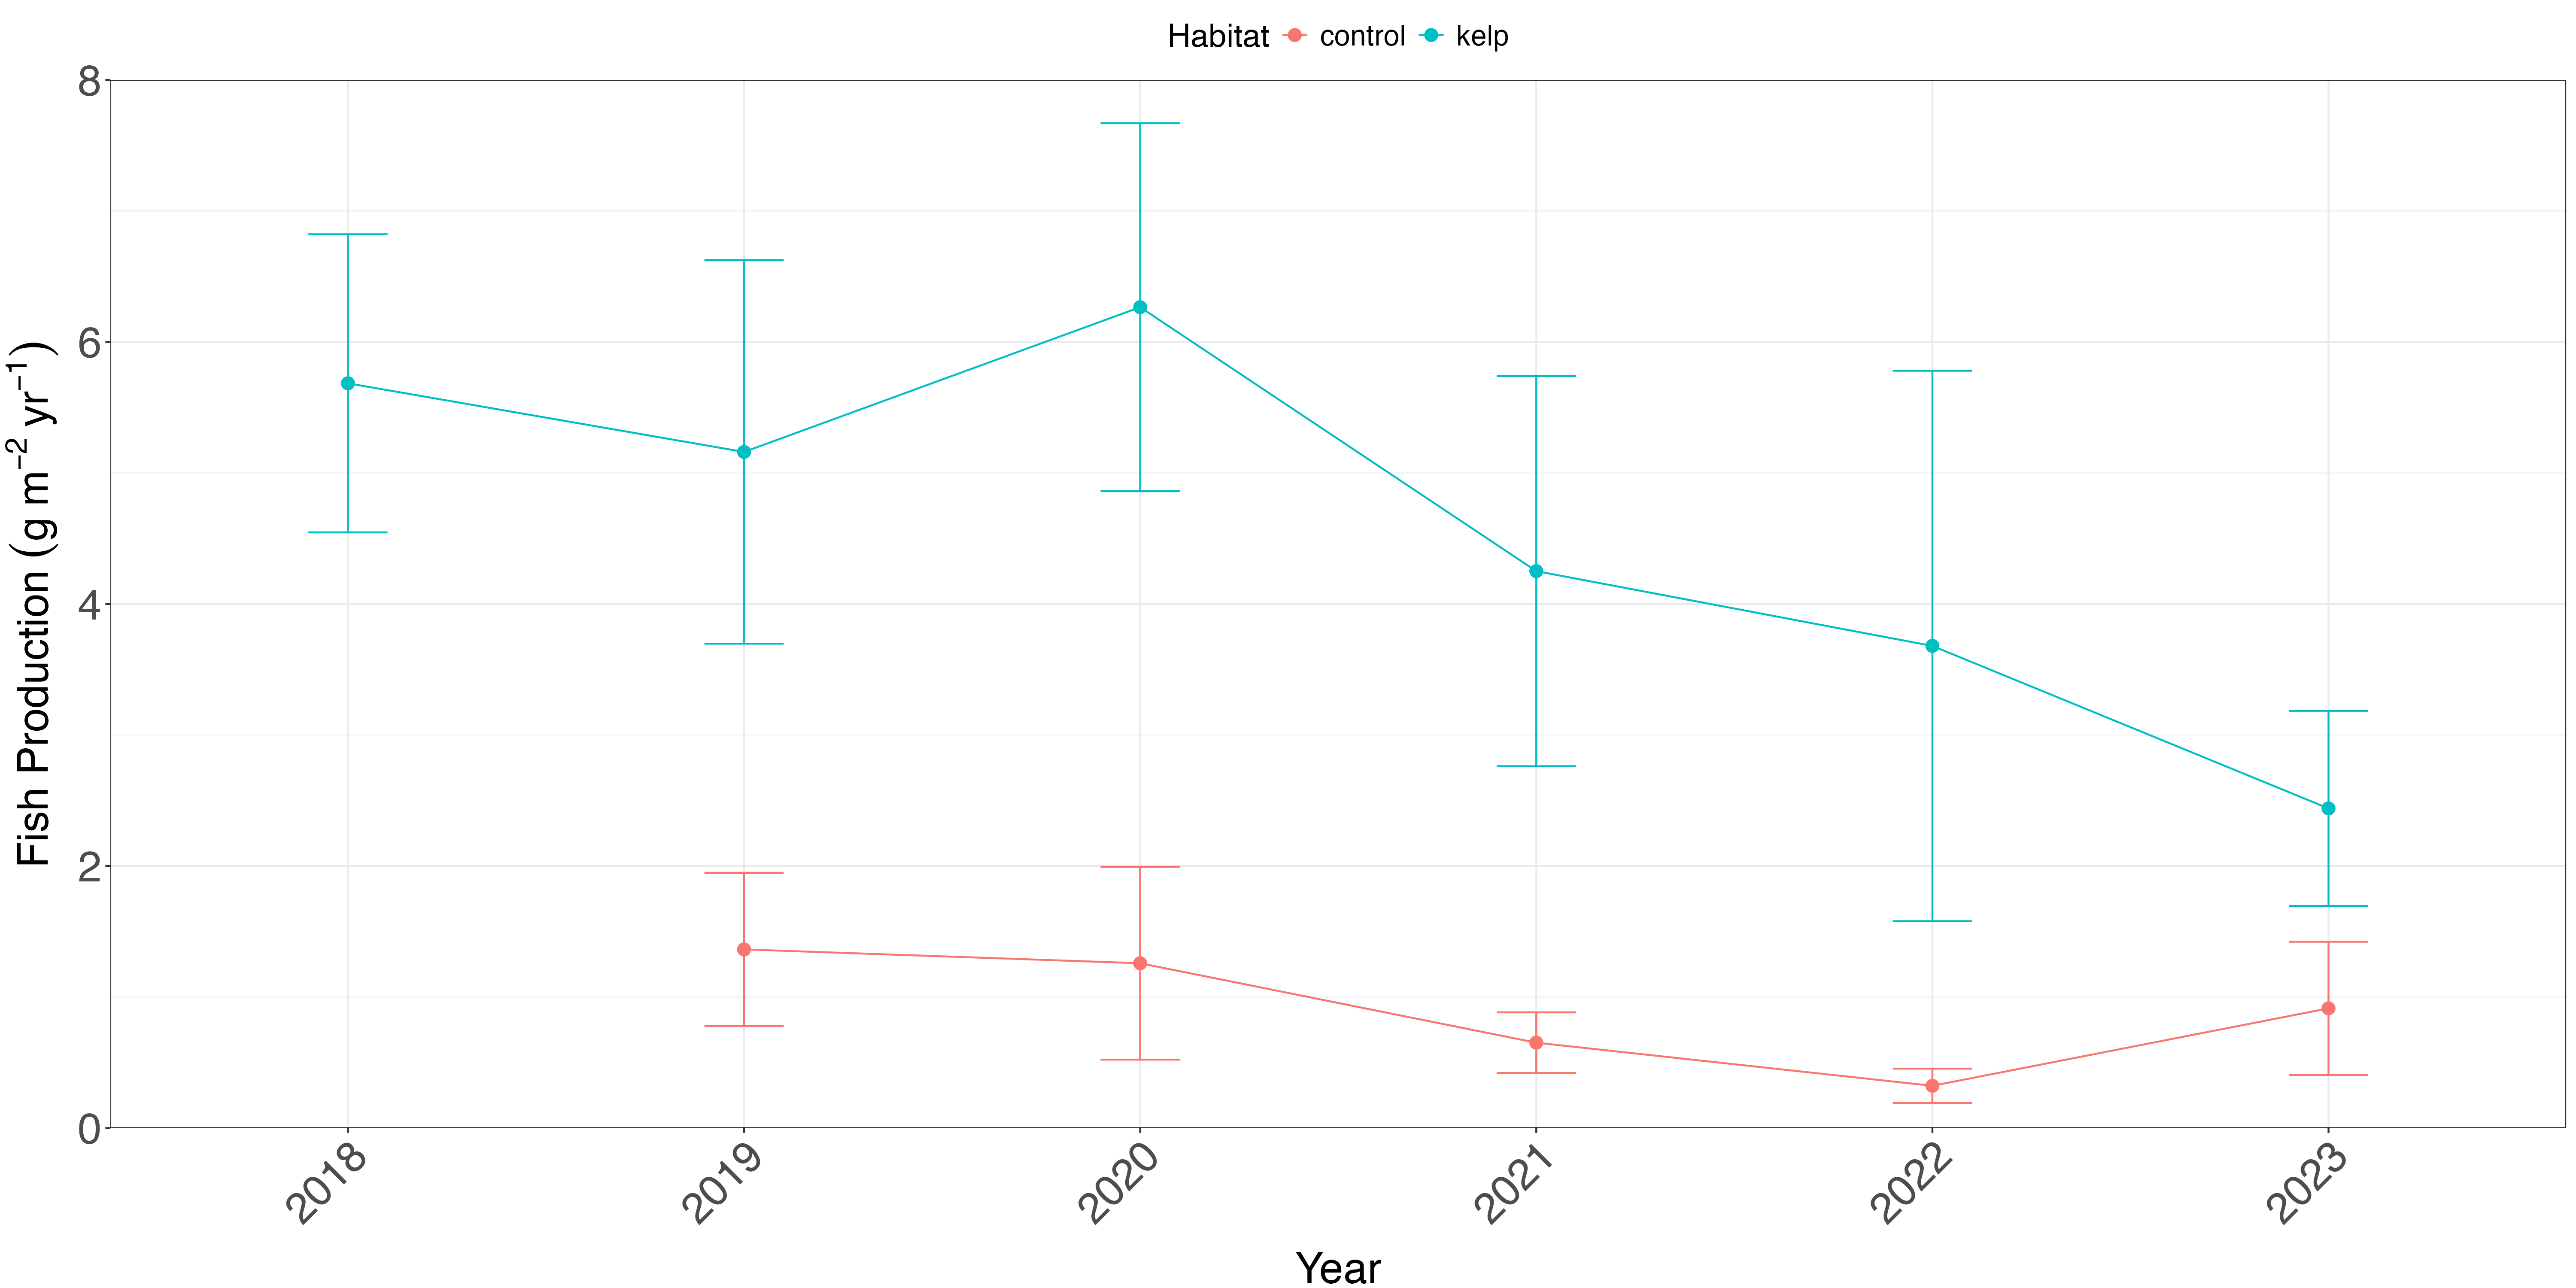 Habitat control kelp
Fish Production (g m⁻² yr⁻¹)
8
6
4
2
0
2018 2019 2020 2021 2022 2023
Year